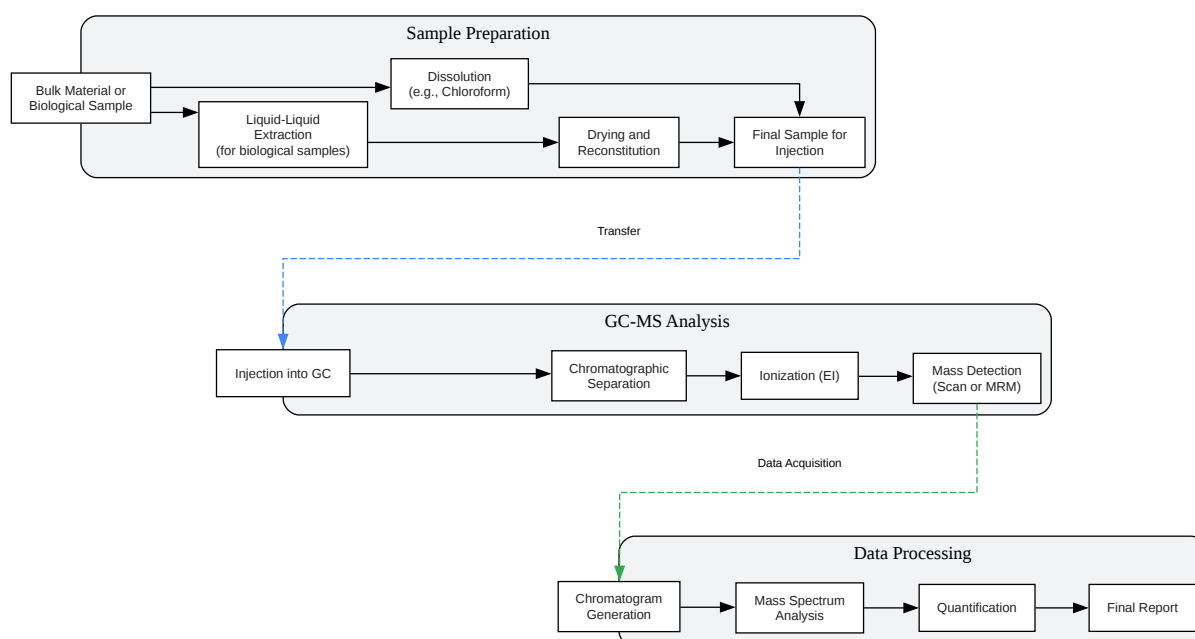 Sample Preparation
Bulk Material or
Biological Sample
Dissolution
(e.g., Chloroform)
Liquid-Liquid
Extraction
(for biological samples)
Drying and
Reconstitution
Final Sample for
Injection
Transfer
GC-MS Analysis
Injection into GC
Chromatographic
Separation
Ionization (EI)
Mass Detection
(Scan or MRM)
Data Acquisition
Data Processing
Chromatogram
Generation
Mass Spectrum
Analysis
Quantification
Final Report